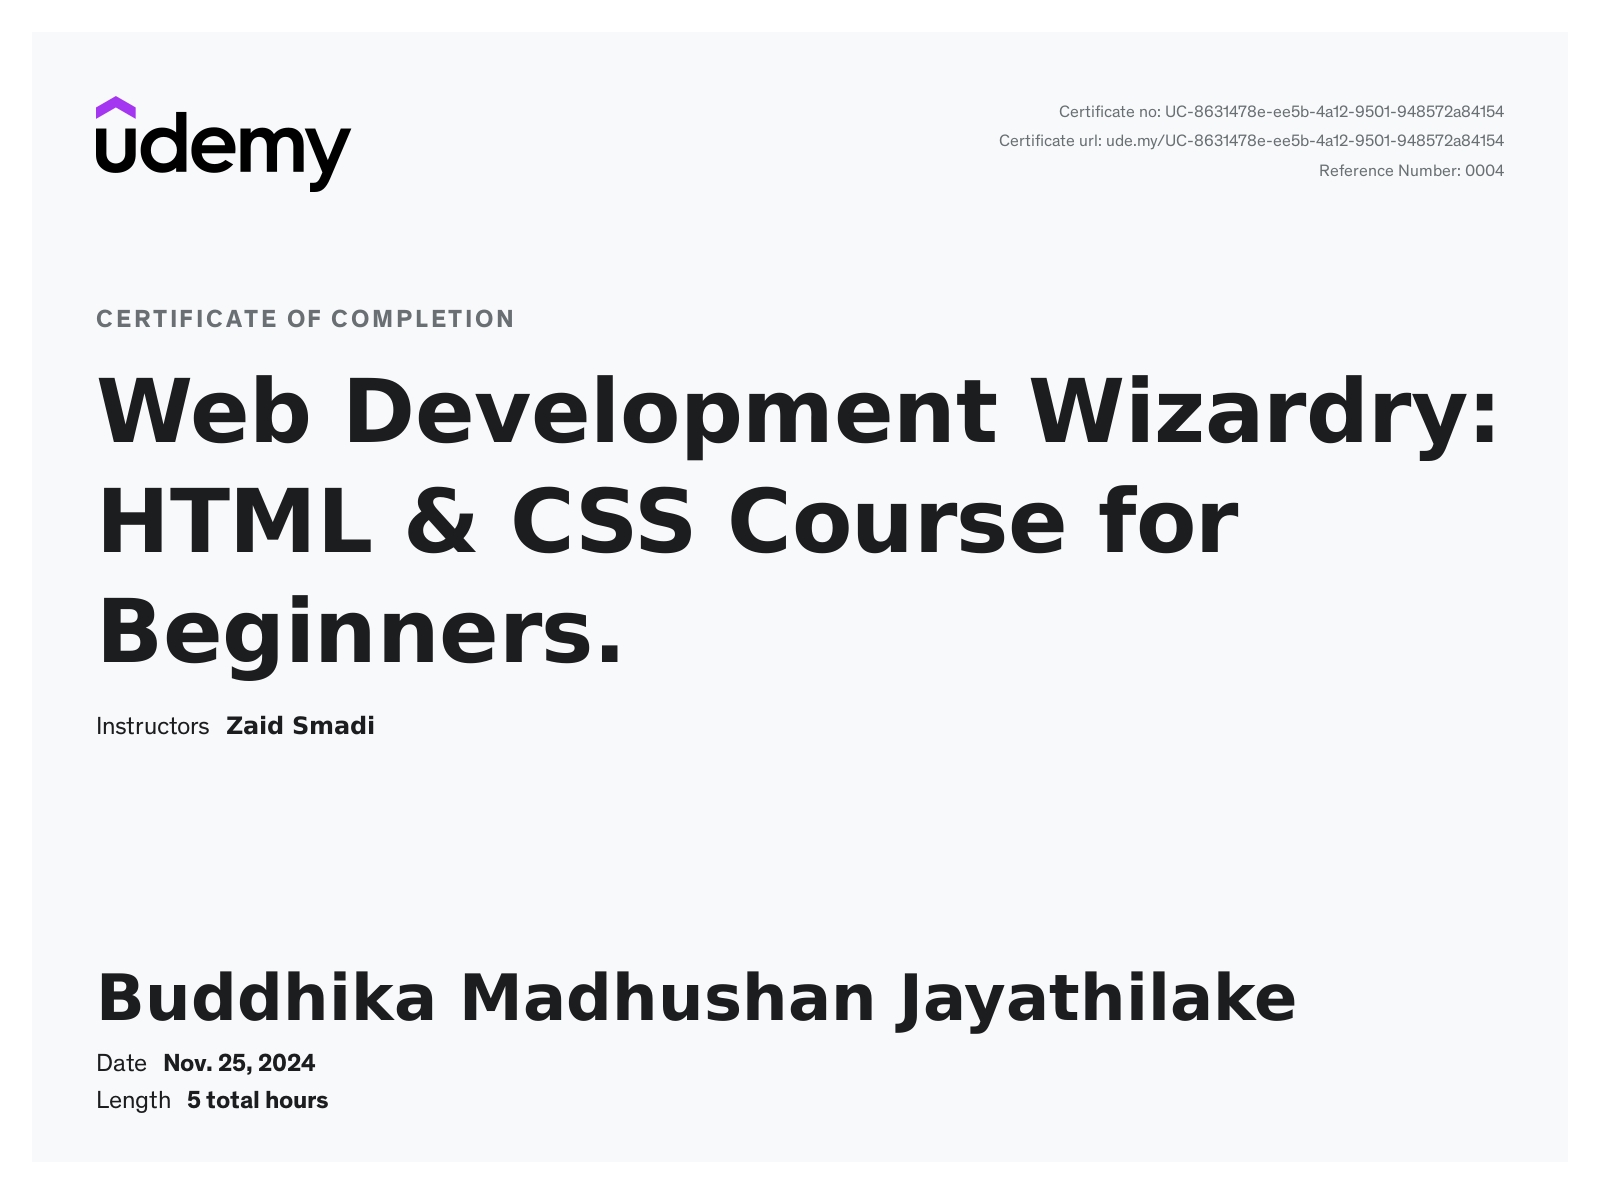 udemy
Certificate no: UC-8631478e-ee5b-4a12-9501-948572a84154
Certificate url: ude.my/UC-8631478e-ee5b-4a12-9501-948572a84154
Reference Number: 0004
CERTIFICATE OF COMPLETION
Web Development Wizardry:
HTML & CSS Course for
Beginners.
Instructors Zaid Smadi
Buddhika Madhushan Jayathilake
Date Nov. 25, 2024
Length 5 total hours